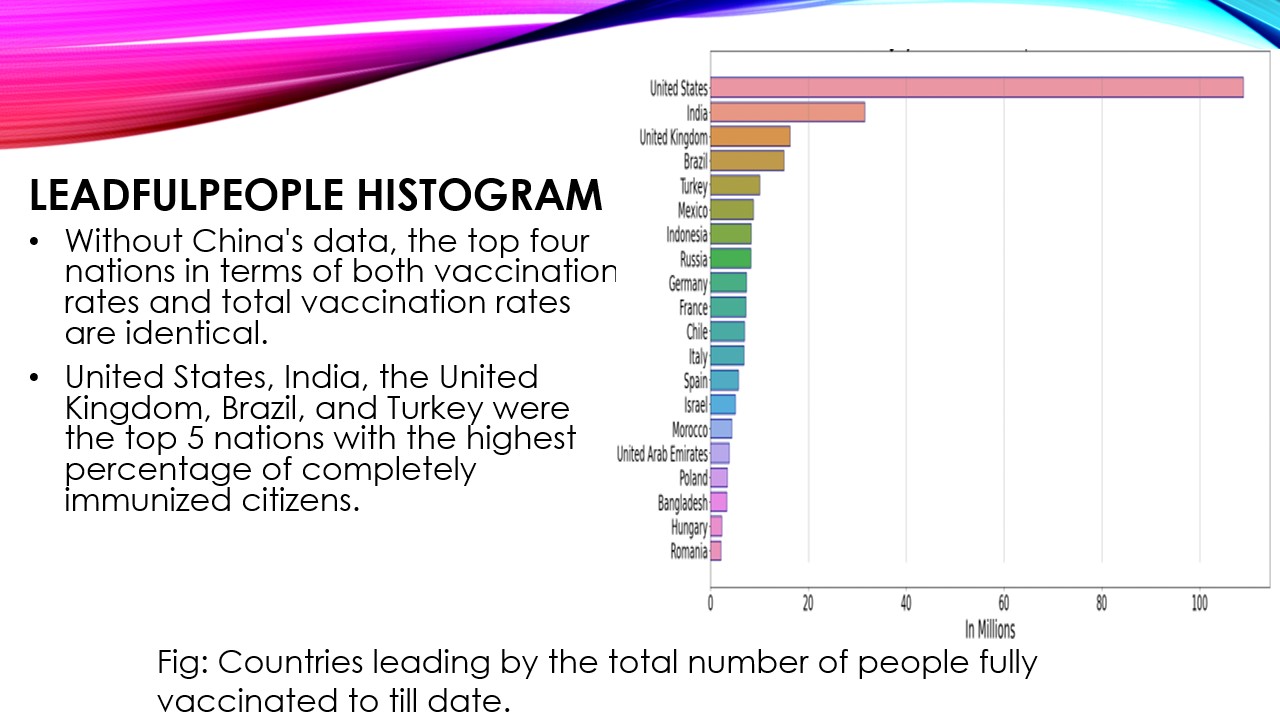 LEADFULPEOPLE HISTOGRAM
• Without China's data, the top four
nations in terms of both vaccination
rates and total vaccination rates
are identical.
• United States, India, the United
Kingdom, Brazil, and Turkey were
the top 5 nations with the highest
percentage of completely
immunized citizens.
United States
India
United Kingdom
Brazil
Turkey
Mexico
Indonesia
Russia
Germany
France
Chile
Italy
Spain
Israel
Morocco
United Arab Emirates
Poland
Bangladesh
Hungary
Romania
0 20 40 60 80 100
In Millions
Fig: Countries leading by the total number of people fully
vaccinated to till date.